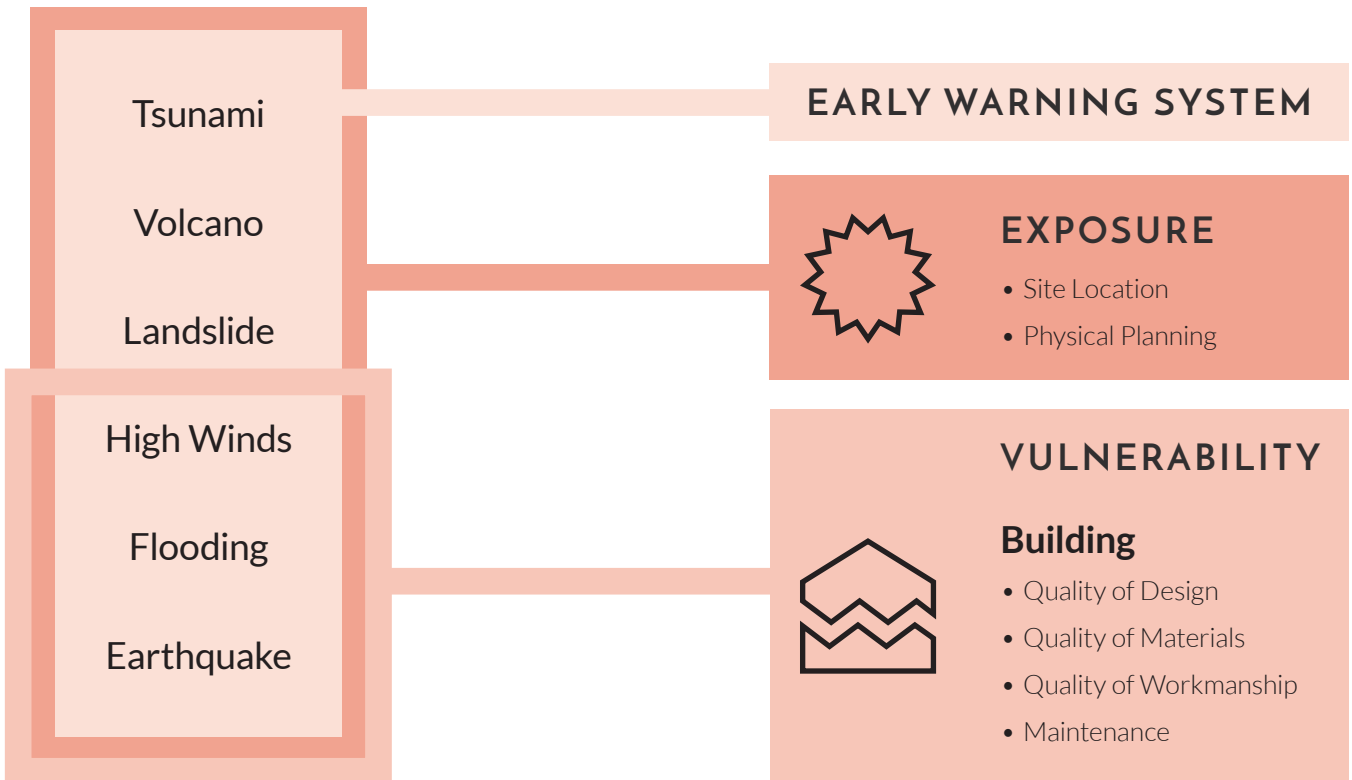 Tsunami
Volcano
Landslide
High Winds
Flooding
Earthquake
EARLY WARNING SYSTEM
EXPOSURE
• Site Location
• Physical Planning
VULNERABILITY
Building
• Quality of Design
• Quality of Materials
• Quality of Workmanship
• Maintenance